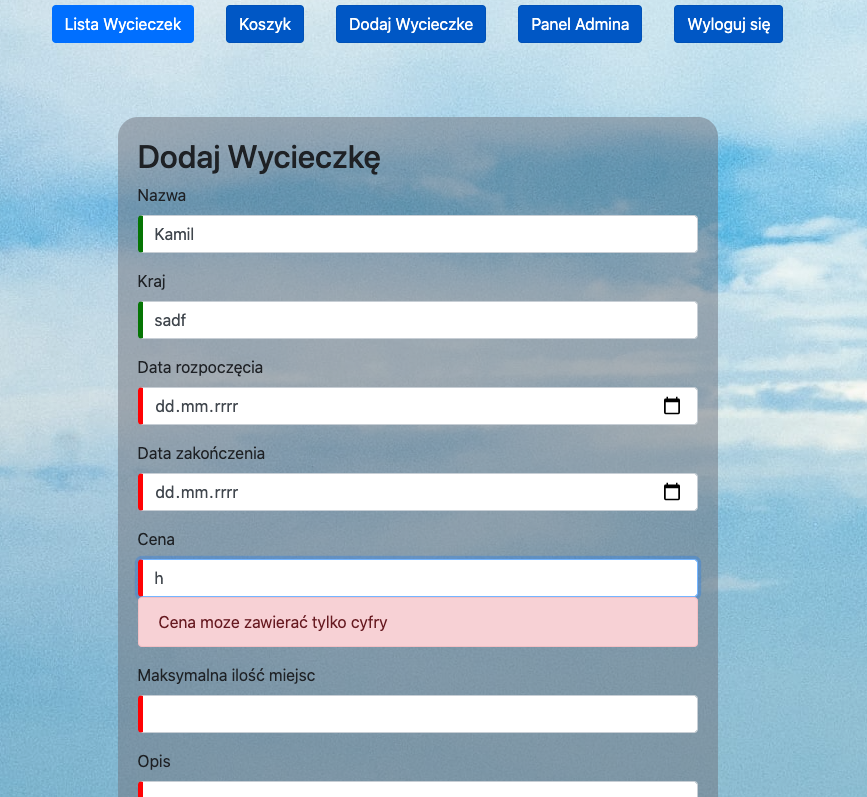 Lista Wycieczek Koszyk Dodaj Wycieczke Panel Admina Wyloguj się
Dodaj Wycieczkę
Nazwa
Kamil
Kraj
sadf
Data rozpoczęcia
dd.mm.rrrr
Data zakończenia
dd.mm.rrrr
Cena
h
Cena moze zawierać tylko cyfry
Maksymalna ilość miejsc
Opis